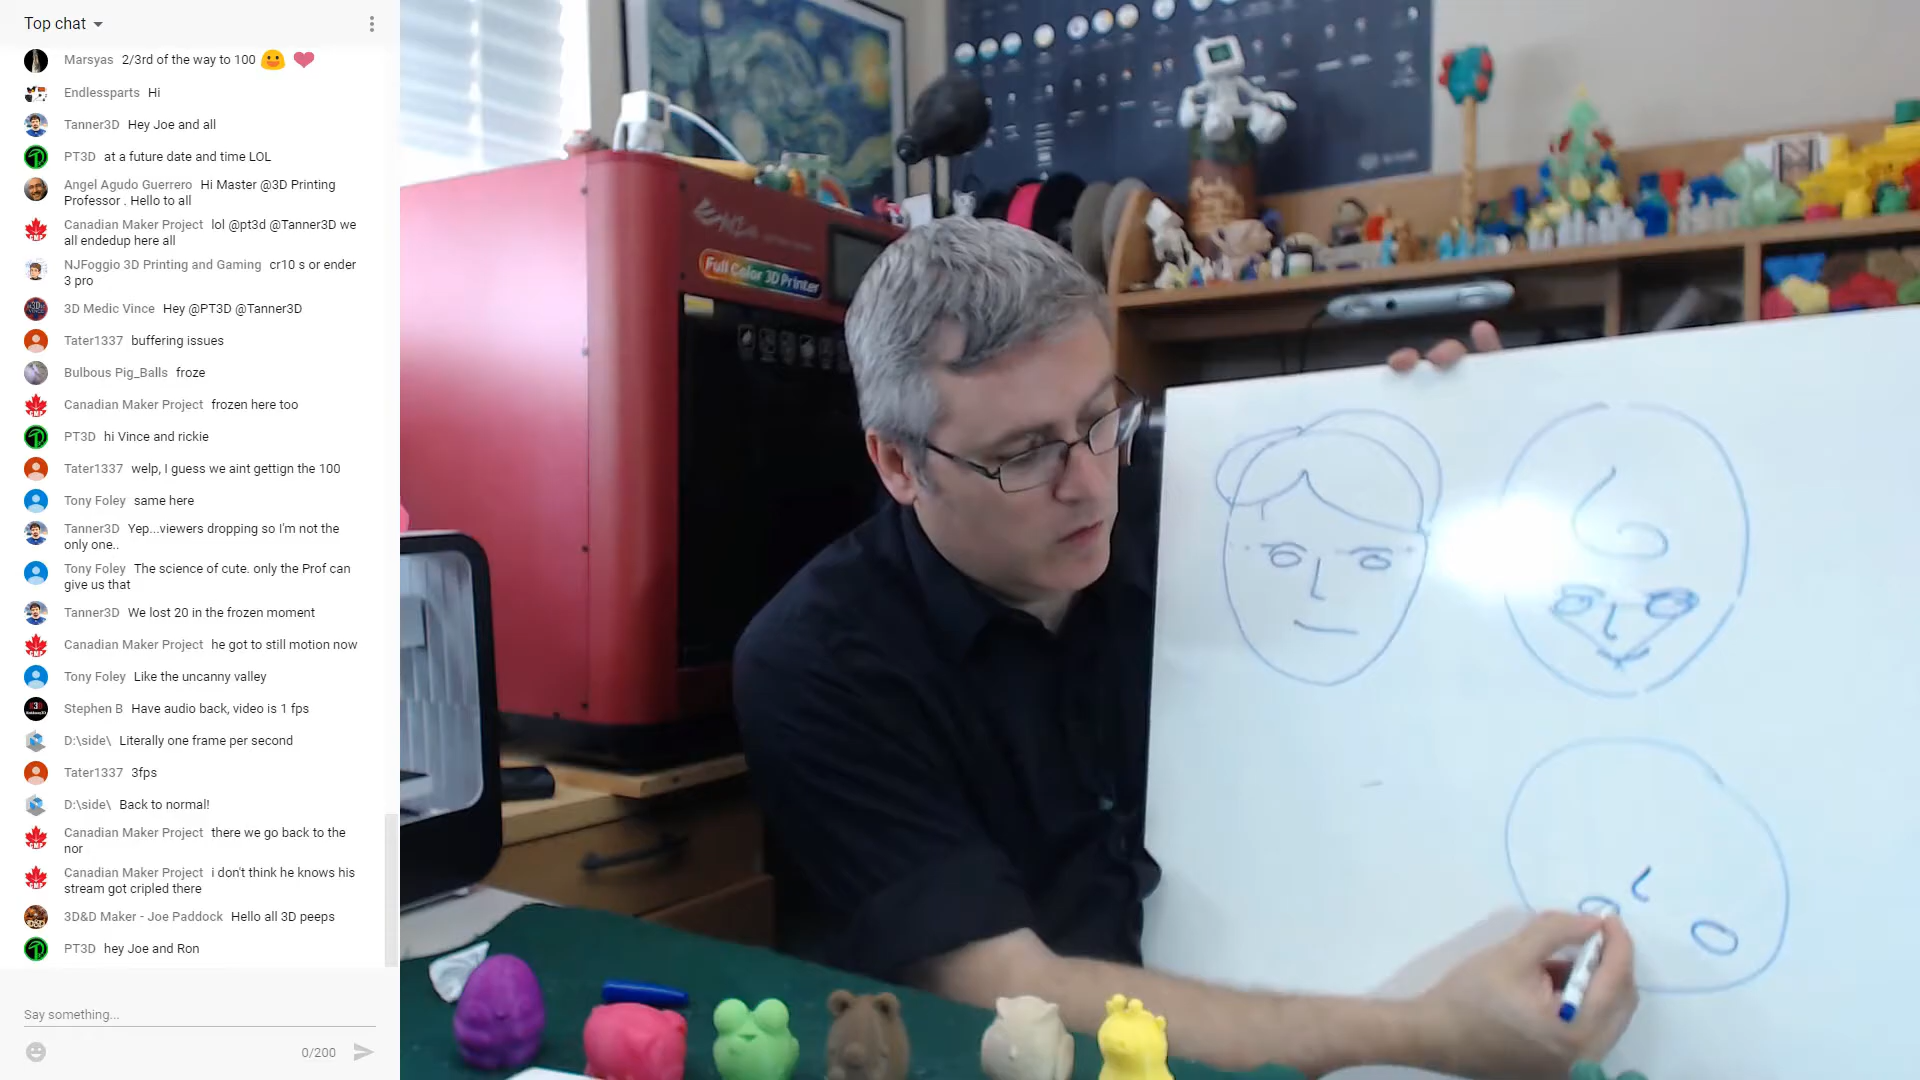 Top chat
Marsyas 2/3rd of the way to 100
Endlessparts Hi
Tanner3D Hey Joe and all
PT3D at a future date and time LOL
Angel Agudo Guerrero Hi Master @3D Printing
Professor . Hello to all
Canadian Maker Project lol @pt3d @Tanner3D we
all endedup here all
NJFoggio 3D Printing and Gaming cr10 s or ender
3 pro
3D Medic Vince Hey @PT3D @Tanner3D
Tater1337 buffering issues
Bulbous Pig_Balls froze
Canadian Maker Project frozen here too
PT3D hi Vince and rickie
Tater1337 welp, I guess we aint gettign the 100
Tony Foley same here
Tanner3D Yep...viewers dropping so I'm not the
only one..
Tony Foley The science of cute. only the Prof can
give us that
Tanner3D We lost 20 in the frozen moment
Canadian Maker Project he got to still motion now
Tony Foley Like the uncanny valley
Stephen B Have audio back, video is 1 fps
D:\side\ Literally one frame per second
Tater1337 3fps
D:\side\ Back to normal!
Canadian Maker Project there we go back to the
nor
Canadian Maker Project i don't think he knows his
stream got cripled there
3D&D Maker - Joe Paddock Hello all 3D peeps
PT3D hey Joe and Ron
Say something...
0/200
Full Color 3D Printer